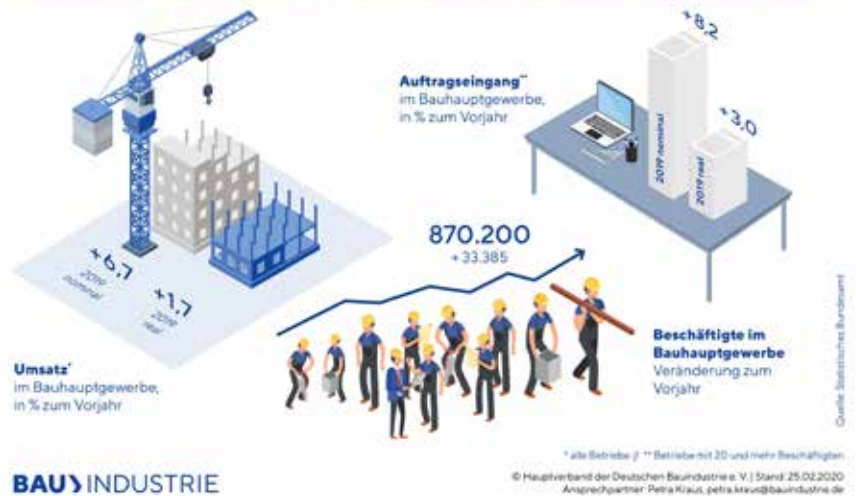 Auftragseingang**
im Bauhauptgewerbe,
in % zum Vorjahr
+8,2
2019 nominal
+3,0
2019 real
+6,7
2019
nominal
+1,7
2019
real
870.200
+33.385
Umsatz*
im Bauhauptgewerbe,
in % zum Vorjahr
Beschäftigte im
Bauhauptgewerbe
Veränderung zum
Vorjahr
Quelle: Statistisches Bundesamt
* alle Betriebe // ** Betriebe mit 20 und mehr Beschäftigten
BAU INDUSTRIE
© Hauptverband der Deutschen Bauindustrie e. V. | Stand: 25.02.2020
Ansprechpartner: Petra Kraus, petra.kraus@bauindustrie.de